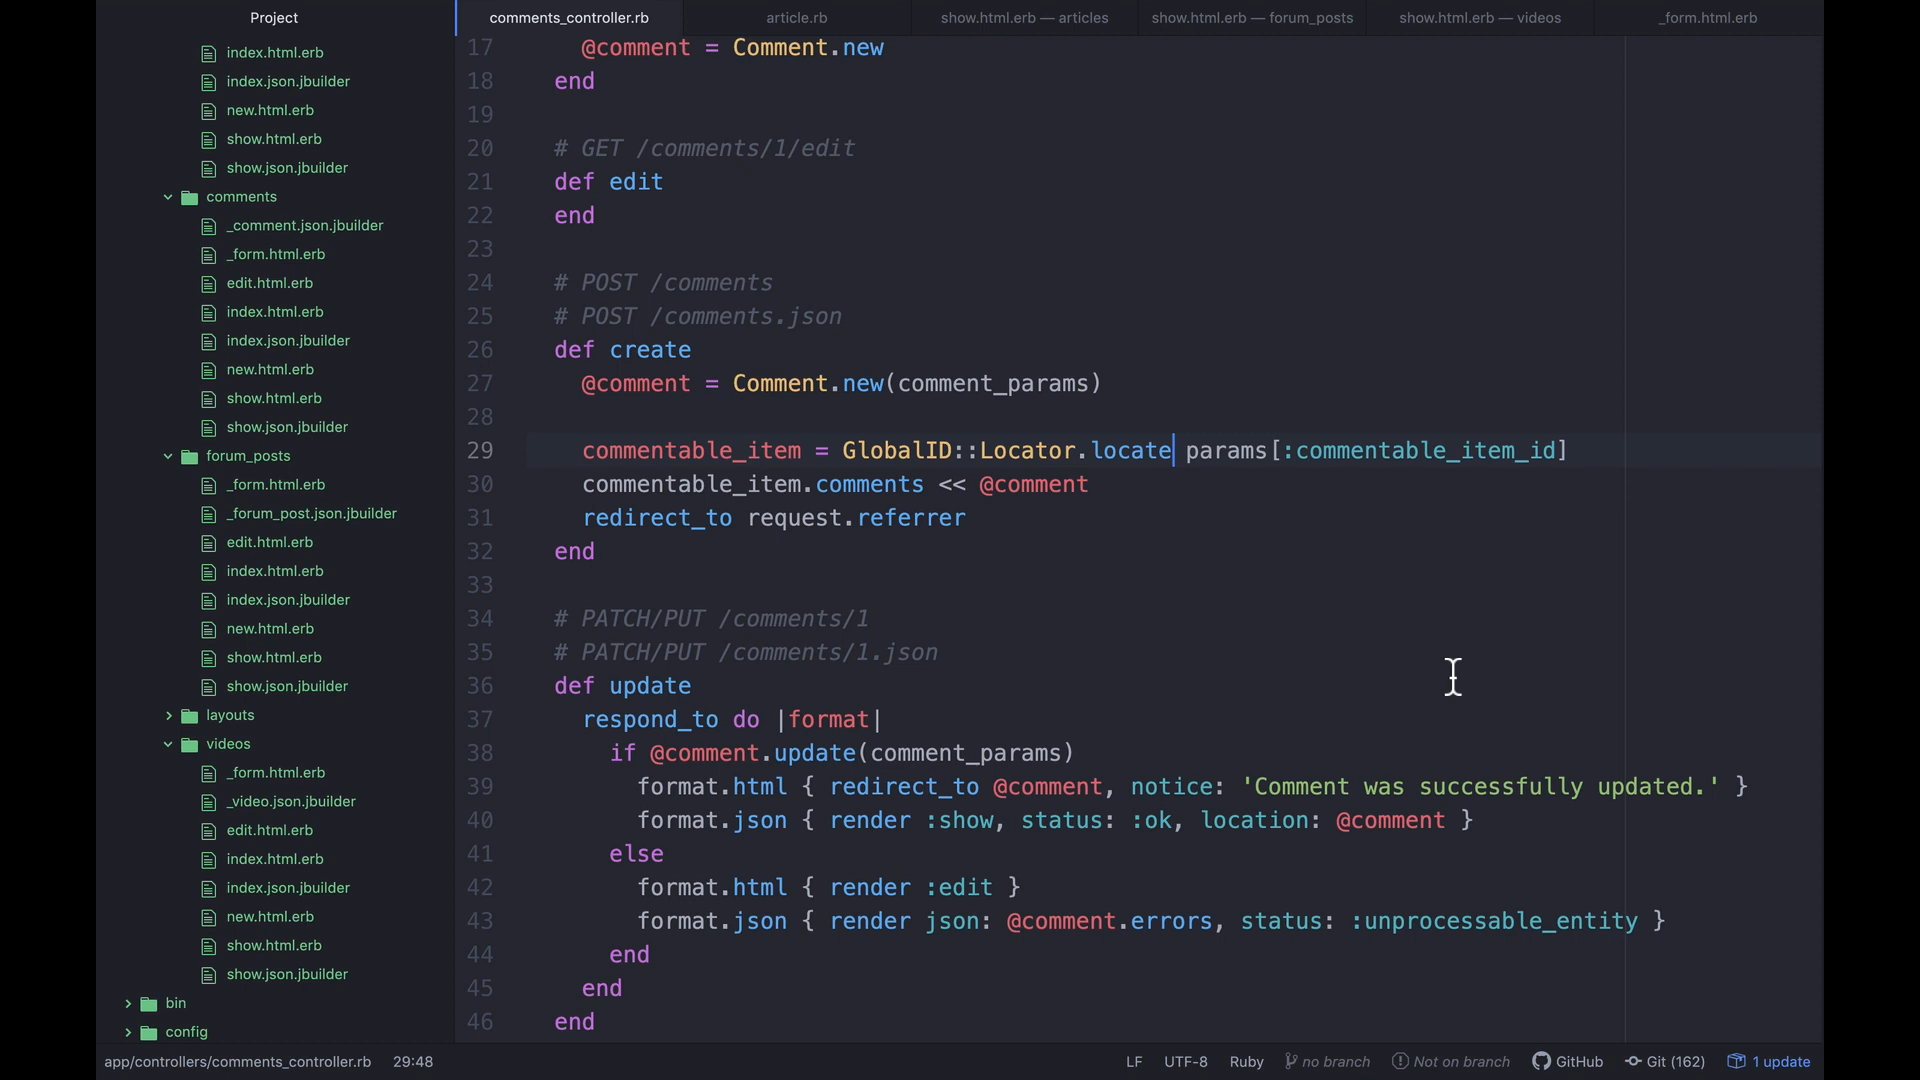 Project
index.html.erb
index.json.jbuilder
new.html.erb
show.html.erb
show.json.jbuilder
comments
_comment.json.jbuilder
_form.html.erb
edit.html.erb
index.html.erb
index.json.jbuilder
new.html.erb
show.html.erb
show.json.jbuilder
forum_posts
_form.html.erb
_forum_post.json.jbuilder
edit.html.erb
index.html.erb
index.json.jbuilder
new.html.erb
show.html.erb
show.json.jbuilder
layouts
videos
_form.html.erb
_video.json.jbuilder
edit.html.erb
index.html.erb
index.json.jbuilder
new.html.erb
show.html.erb
show.json.jbuilder
bin
config
comments_controller.rb article.rb show.html.erb — articles show.html.erb — forum_posts show.html.erb — videos _form.html.erb
17     @comment = Comment.new
18   end
19
20   # GET /comments/1/edit
21   def edit
22   end
23
24   # POST /comments
25   # POST /comments.json
26   def create
27     @comment = Comment.new(comment_params)
28
29     commentable_item = GlobalID::Locator.locate params[:commentable_item_id]
30     commentable_item.comments << @comment
31     redirect_to request.referrer
32   end
33
34   # PATCH/PUT /comments/1
35   # PATCH/PUT /comments/1.json
36   def update
37     respond_to do |format|
38       if @comment.update(comment_params)
39         format.html { redirect_to @comment, notice: 'Comment was successfully updated.' }
40         format.json { render :show, status: :ok, location: @comment }
41       else
42         format.html { render :edit }
43         format.json { render json: @comment.errors, status: :unprocessable_entity }
44       end
45     end
46   end
app/controllers/comments_controller.rb 29:48 LF UTF-8 Ruby no branch Not on branch GitHub Git (162) 1 update